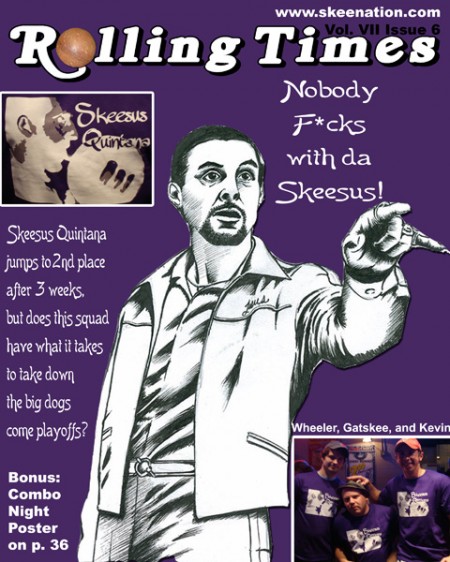 www.skeenation.com
Vol. VII Issue 6
Rolling Times
Skeesus
Quintana
Nobody
F*cks
with da
Skeesus!
Skeesus Quintana
jumps to 2nd place
after 3 weeks,
but does this squad
have what it takes
to take down
the big dogs
come playoffs?
Bonus:
Combo
Night
Poster
on p. 36
Wheeler, Gatskee, and Kevin